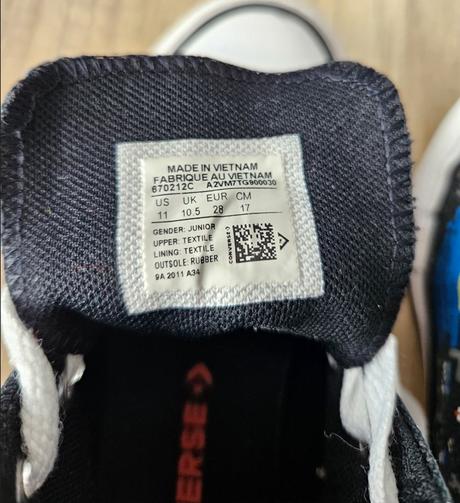 MADE IN VIETNAM
FABRIQUE AU VIETNAM
670212C A2VM7TG900030
US UK EUR CM
11 10.5 28 17
GENDER: JUNIOR
UPPER: TEXTILE
LINING: TEXTILE
OUTSOLE: RUBBER
9A 2011 A34
CONVERSE
ERSE